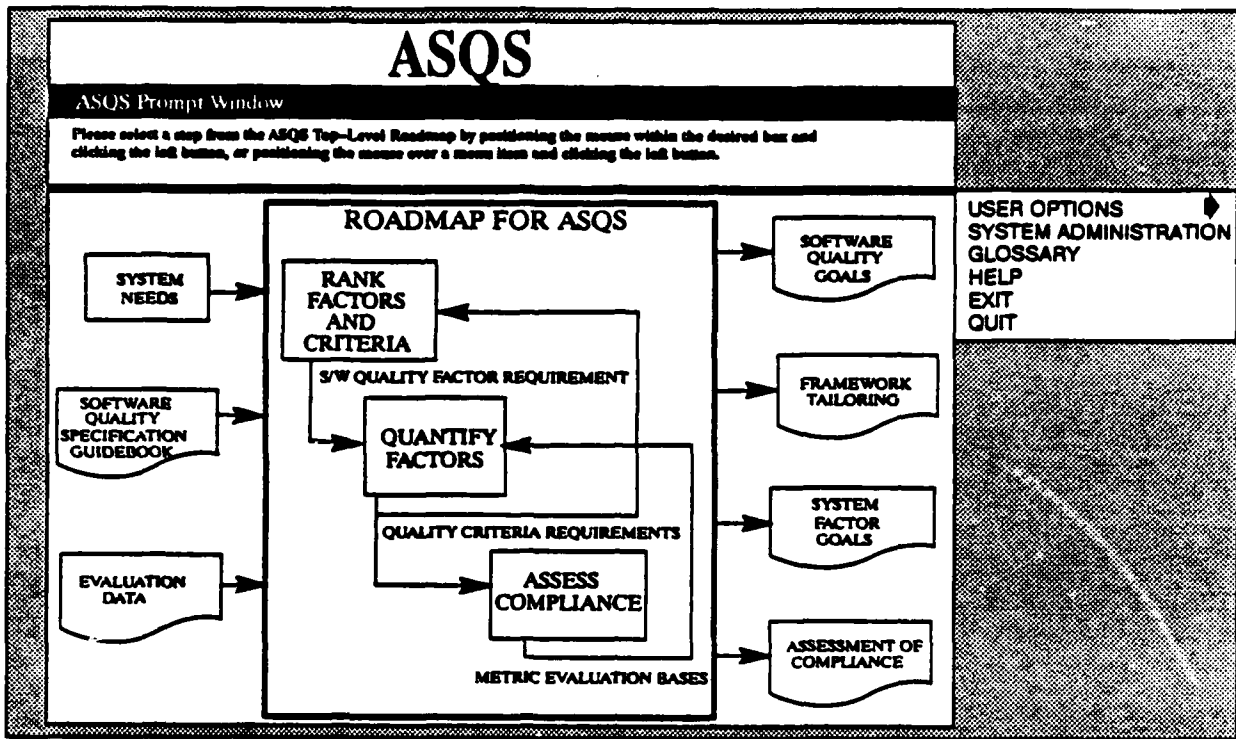 ASQS
ASQS Prompt Window
Please select a step from the ASQS Top-Level Roadmap by positioning the mouse within the desired box and
clicking the left button, or positioning the mouse over a menu item and clicking the left button.
USER OPTIONS
SYSTEM ADMINISTRATION
GLOSSARY
HELP
EXIT
QUIT
SYSTEM
NEEDS
SOFTWARE
QUALITY
SPECIFICATION
GUIDEBOOK
EVALUATION
DATA
ROADMAP FOR ASQS
RANK
FACTORS
AND
CRITERIA
S/W QUALITY FACTOR REQUIREMENT
QUANTIFY
FACTORS
QUALITY CRITERIA REQUIREMENTS
ASSESS
COMPLIANCE
METRIC EVALUATION BASES
SOFTWARE
QUALITY
GOALS
FRAMEWORK
TAILORING
SYSTEM
FACTOR
GOALS
ASSESSMENT OF
COMPLIANCE